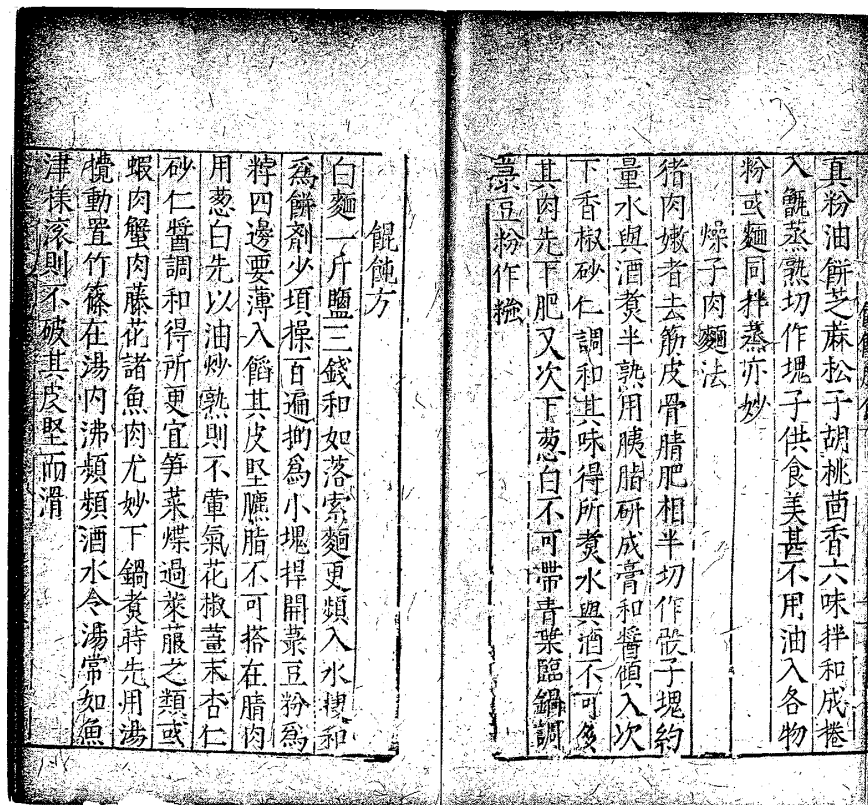 真粉油餅芝蔴松子胡桃茴香六味拌和成捲
入甑蒸熟切作塊子供食美甚不用油入各物
粉或麵同拌蒸亦妙
燥子肉麵法
猪肉嫩者去筋皮骨腈肥相半切作骰子塊約
量水與酒煑半熟用胰脂研成膏和醬傾入次
下香椒砂仁調和其味得所煑水與酒不可多
其肉先下肥又次下葱白不可帶青葉臨鍋調
菉豆粉作糨
餛飩方
白麵一斤鹽三錢和如落索麵更頻入水搜和
爲餅劑少頃操百遍拗爲小塊捍開菉豆粉爲
㭟四邊要薄入餡其皮堅臕脂不可搭在腈肉
用葱白先以油炒熟則不葷氣花椒薑末杏仁
砂仁醬調和得所更宜笋菜煠過萊菔之類或
蝦肉蟹肉藤花諸魚肉尤妙下鍋煑時先用湯
攪動置竹篠在湯內沸頻頻洒水令湯常如魚
津樣滚則不破其皮堅而滑